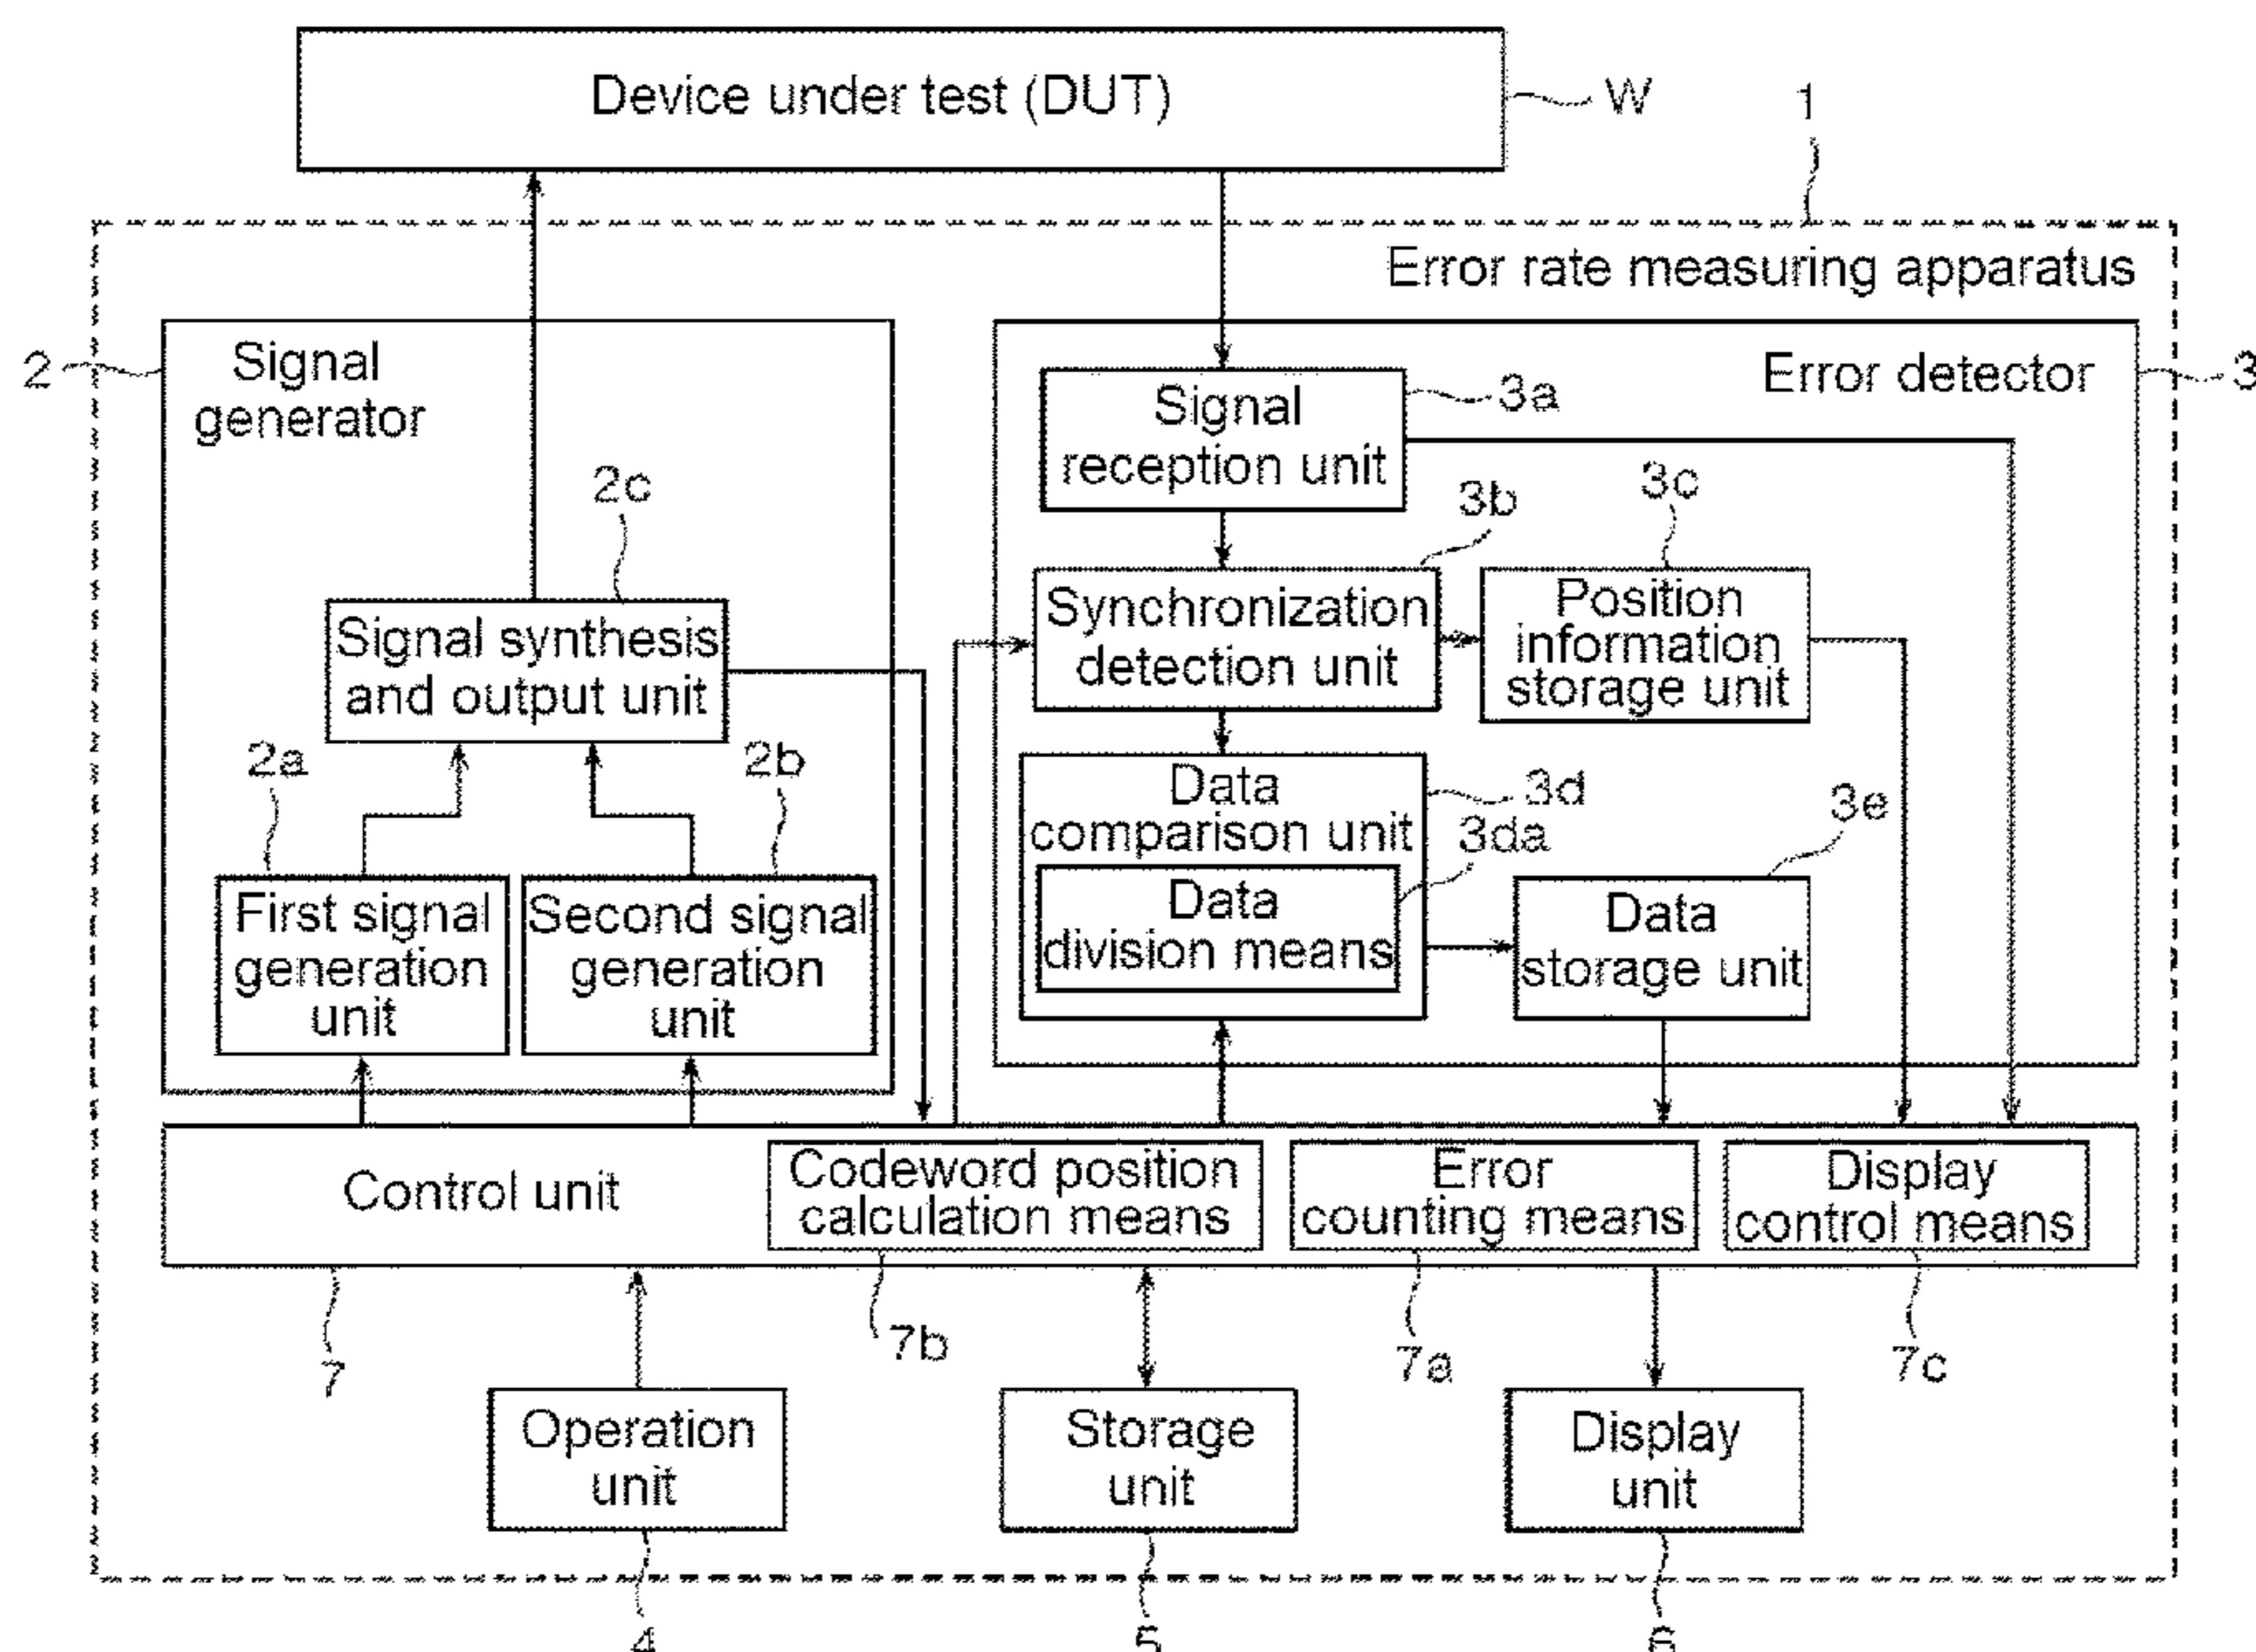 Device under test (DUT)
W
1
Error rate measuring apparatus
2
Signal
generator
Error detector
3
Signal
reception unit
3a
2c
3b
3c
Signal synthesis
and output unit
Synchronization
detection unit
Position
information
storage unit
2a
2b
Data
comparison unit
3d
3da
3e
First signal
generation
unit
Second signal
generation
unit
Data
division means
Data
storage unit
Control unit
Codeword position
calculation means
Error
counting means
Display
control means
7
7b
7a
7c
Operation
unit
Storage
unit
Display
unit
4
5
6